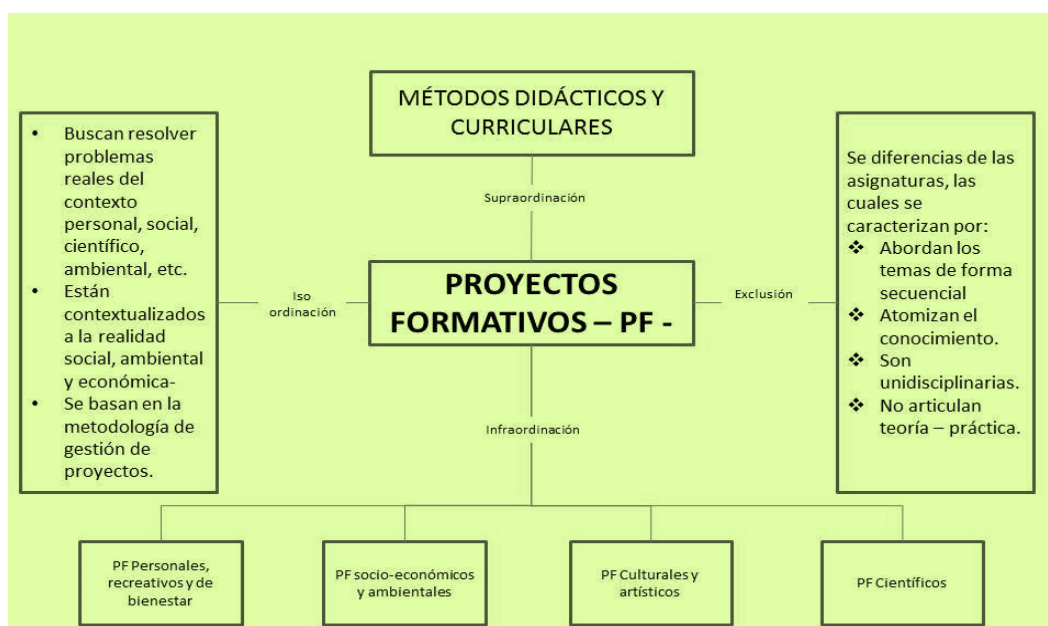 MÉTODOS DIDÁCTICOS Y
CURRICULARES
• Buscan resolver
problemas
reales del
contexto
personal, social,
científico,
ambiental, etc.
• Están
contextualizados
a la realidad
social, ambiental
y económica-
• Se basan en la
metodología de
gestión de
proyectos.
Supraordinación
Iso
ordinación
PROYECTOS
FORMATIVOS – PF -
Exclusión
Se diferencias de las
asignaturas, las
cuales se
caracterizan por:
❖ Abordan los
temas de forma
secuencial
❖ Atomizan el
conocimiento.
❖ Son
unidisciplinarias.
❖ No articulan
teoría – práctica.
Infraordinación
PF Personales,
recreativos y de
bienestar
PF socio-económicos
y ambientales
PF Culturales y
artísticos
PF Científicos